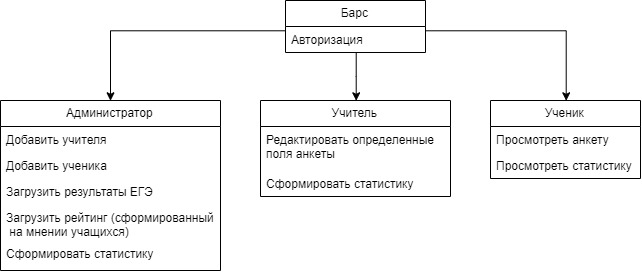 Барс
Авторизация
Администратор
Добавить учителя
Добавить ученика
Загрузить результаты ЕГЭ
Загрузить рейтинг (сформированный
на мнении учащихся)
Сформировать статистику
Учитель
Редактировать определенные
поля анкеты
Сформировать статистику
Ученик
Просмотреть анкету
Просмотреть статистику